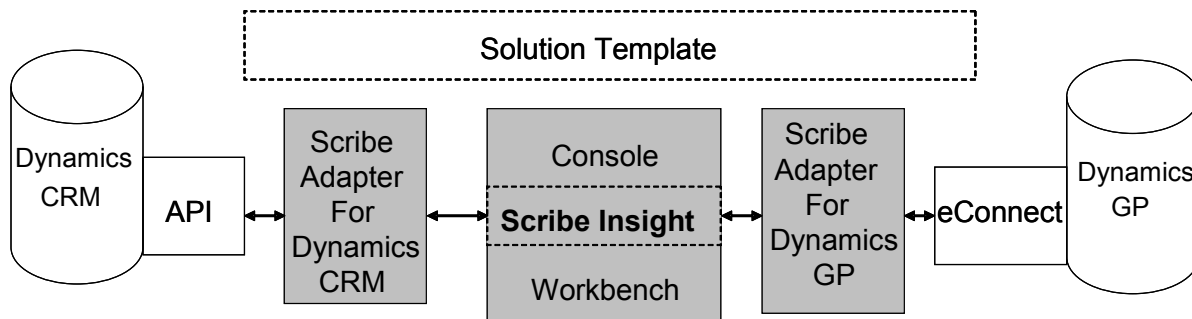 Solution Template
Dynamics
CRM
API
Scribe
Adapter
For
Dynamics
CRM
Console
Scribe Insight
Workbench
Scribe
Adapter
For
Dynamics
GP
eConnect
Dynamics
GP